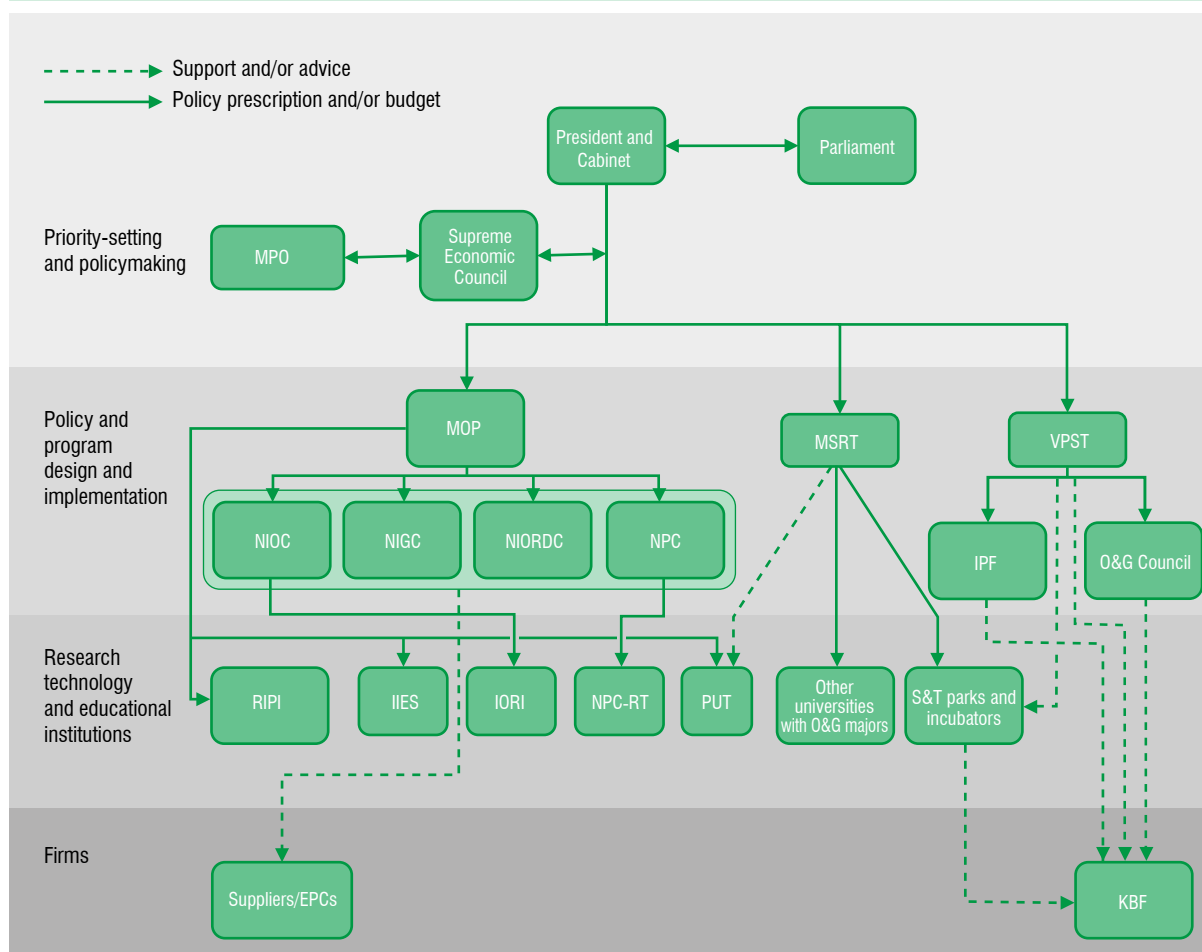 Support and/or advice
Policy prescription and/or budget
President and
Cabinet
Parliament
Priority-setting
and policymaking
MPO
Supreme
Economic
Council
Policy and
program
design and
implementation
MOP
MSRT
VPST
NIOC
NIGC
NIORDC
NPC
IPF
O&G Council
Research
technology
and educational
institutions
RIPI
IIES
IORI
NPC-RT
PUT
Other
universities
with O&G majors
S&T parks and
incubators
Firms
Suppliers/EPCs
KBF